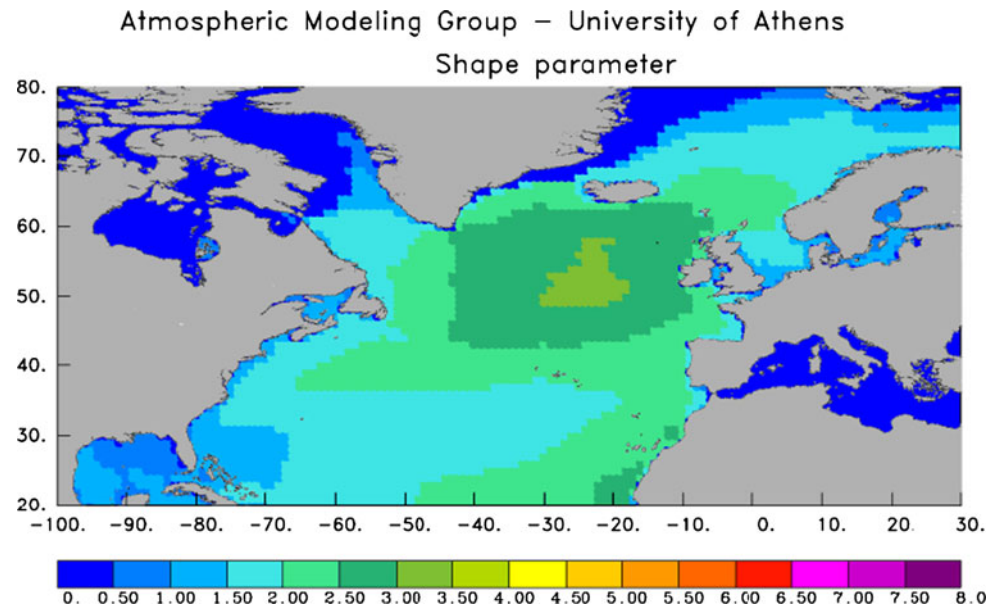 Atmospheric Modeling Group – University of Athens
Shape parameter
80.
70.
60.
50.
40.
30.
20.
-100. -90. -80. -70. -60. -50. -40. -30. -20. -10. 0. 10. 20. 30.
0. 0.50 1.00 1.50 2.00 2.50 3.00 3.50 4.00 4.50 5.00 5.50 6.00 6.50 7.00 7.50 8.0